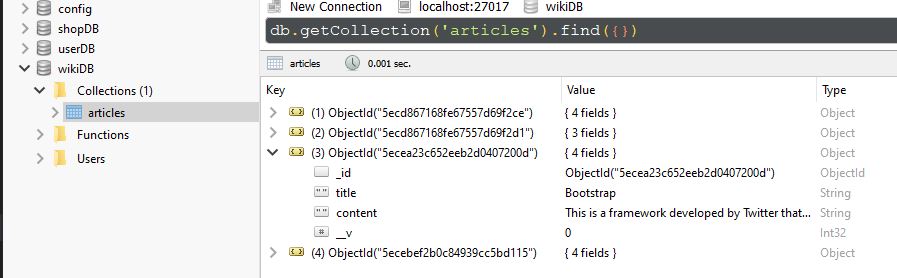 config
shopDB
userDB
wikiDB
Collections (1)
articles
Functions
Users
New Connection localhost:27017 wikiDB
db.getCollection('articles').find({})
articles 0.001 sec.
Key Value Type
(1) ObjectId("5ecd867168fe67557d69f2ce") { 4 fields } Object
(2) ObjectId("5ecd867168fe67557d69f2d1") { 3 fields } Object
(3) ObjectId("5ecea23c652eeb2d0407200d") { 4 fields } Object
_id ObjectId("5ecea23c652eeb2d0407200d") ObjectId
" " title Bootstrap String
" " content This is a framework developed by Twitter that... String
# __v 0 Int32
(4) ObjectId("5ecebef2b0c84939cc5bd115") { 4 fields } Object